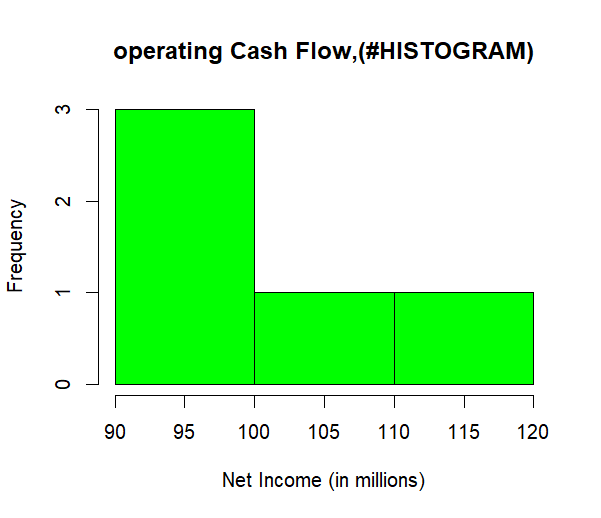 operating Cash Flow,(#HISTOGRAM)
3
2
1
0
Frequency
90 95 100 105 110 115 120
Net Income (in millions)